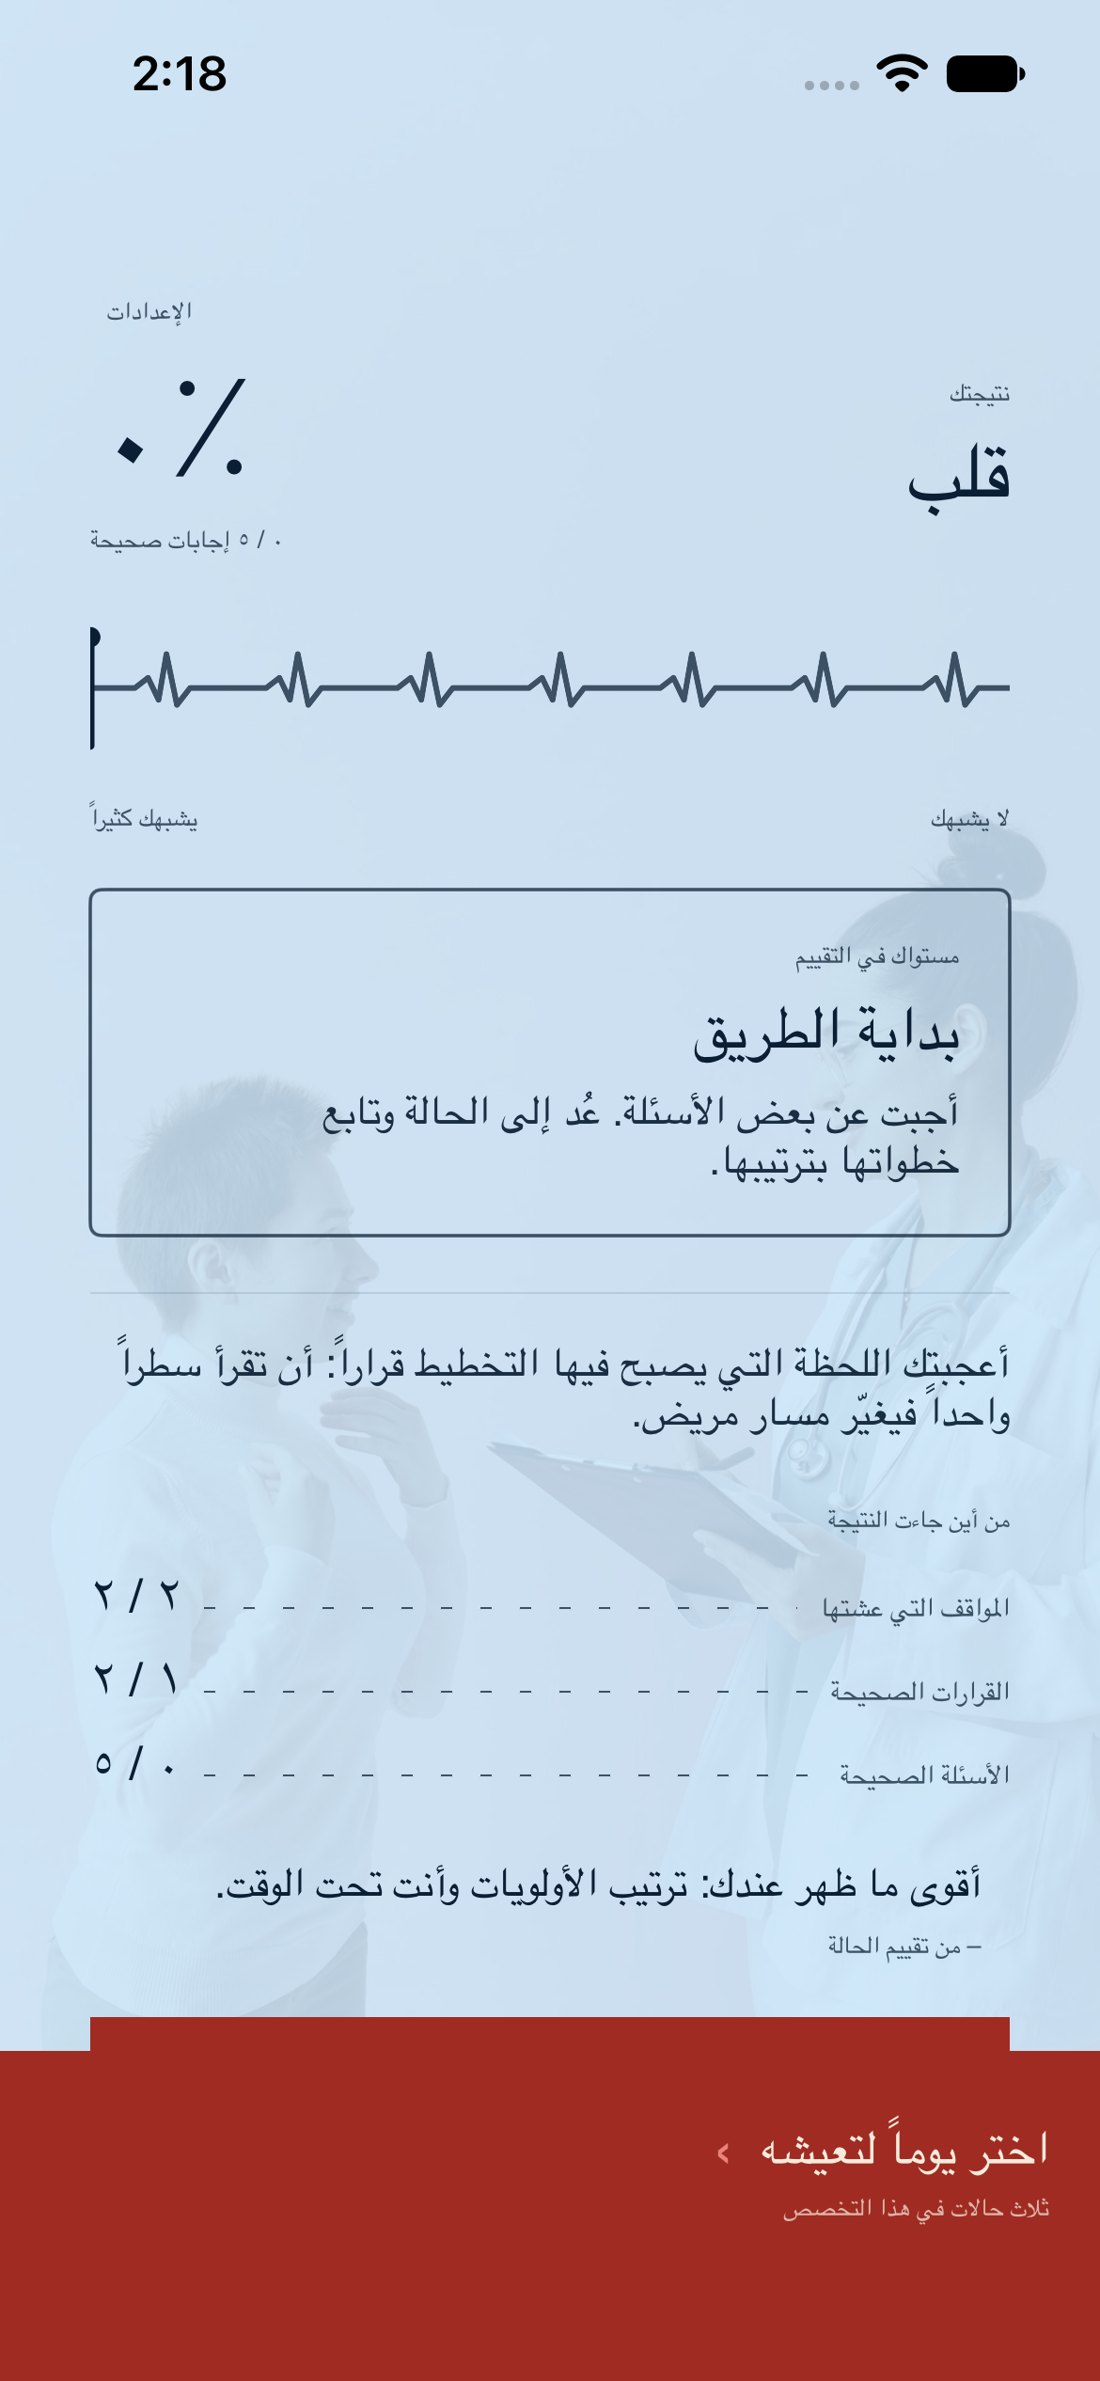 2:18
الإعدادات
نتيجتك
قلب
٠٪
٠ / ٥ إجابات صحيحة
لا يشبهك
يشبهك كثيراً
مستواك في التقييم
بداية الطريق
أجبت عن بعض الأسئلة. عُد إلى الحالة وتابع
خطواتها بترتيبها.
أعجبتك اللحظة التي يصبح فيها التخطيط قراراً: أن تقرأ سطراً
واحداً فيغيّر مسار مريض.
من أين جاءت النتيجة
المواقف التي عشتها ٢ / ٢
القرارات الصحيحة ١ / ٢
الأسئلة الصحيحة ٠ / ٥
أقوى ما ظهر عندك: ترتيب الأولويات وأنت تحت الوقت.
– من تقييم الحالة
اختر يوماً لتعيشه ‹
ثلاث حالات في هذا التخصص